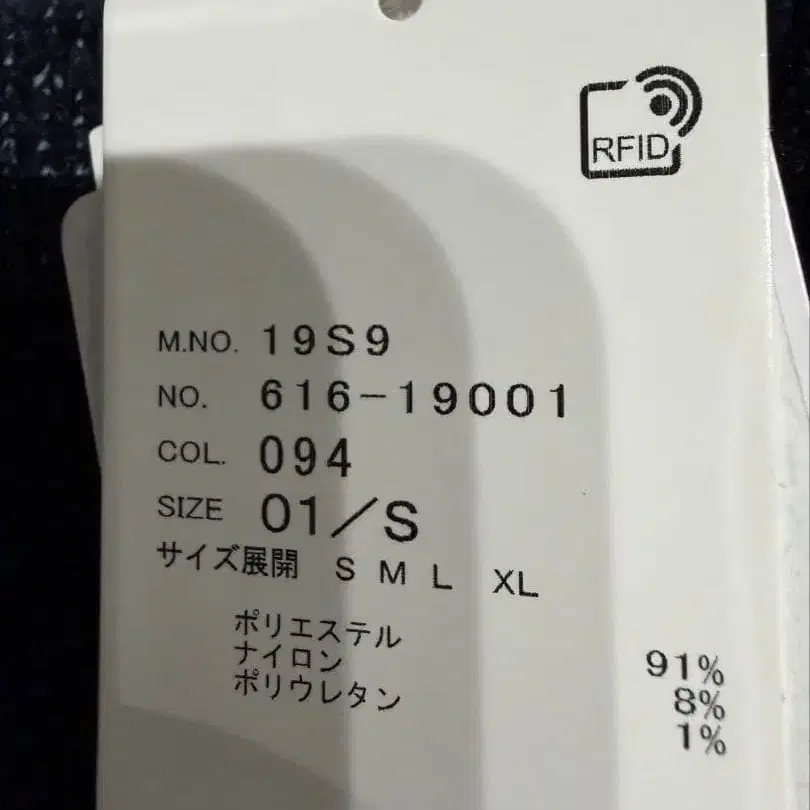 RFID
M.NO. 19S9
NO. 616-19001
COL. 094
SIZE 01/S
サイズ展開 S M L XL
ポリエステル 91%
ナイロン 8%
ポリウレタン 1%